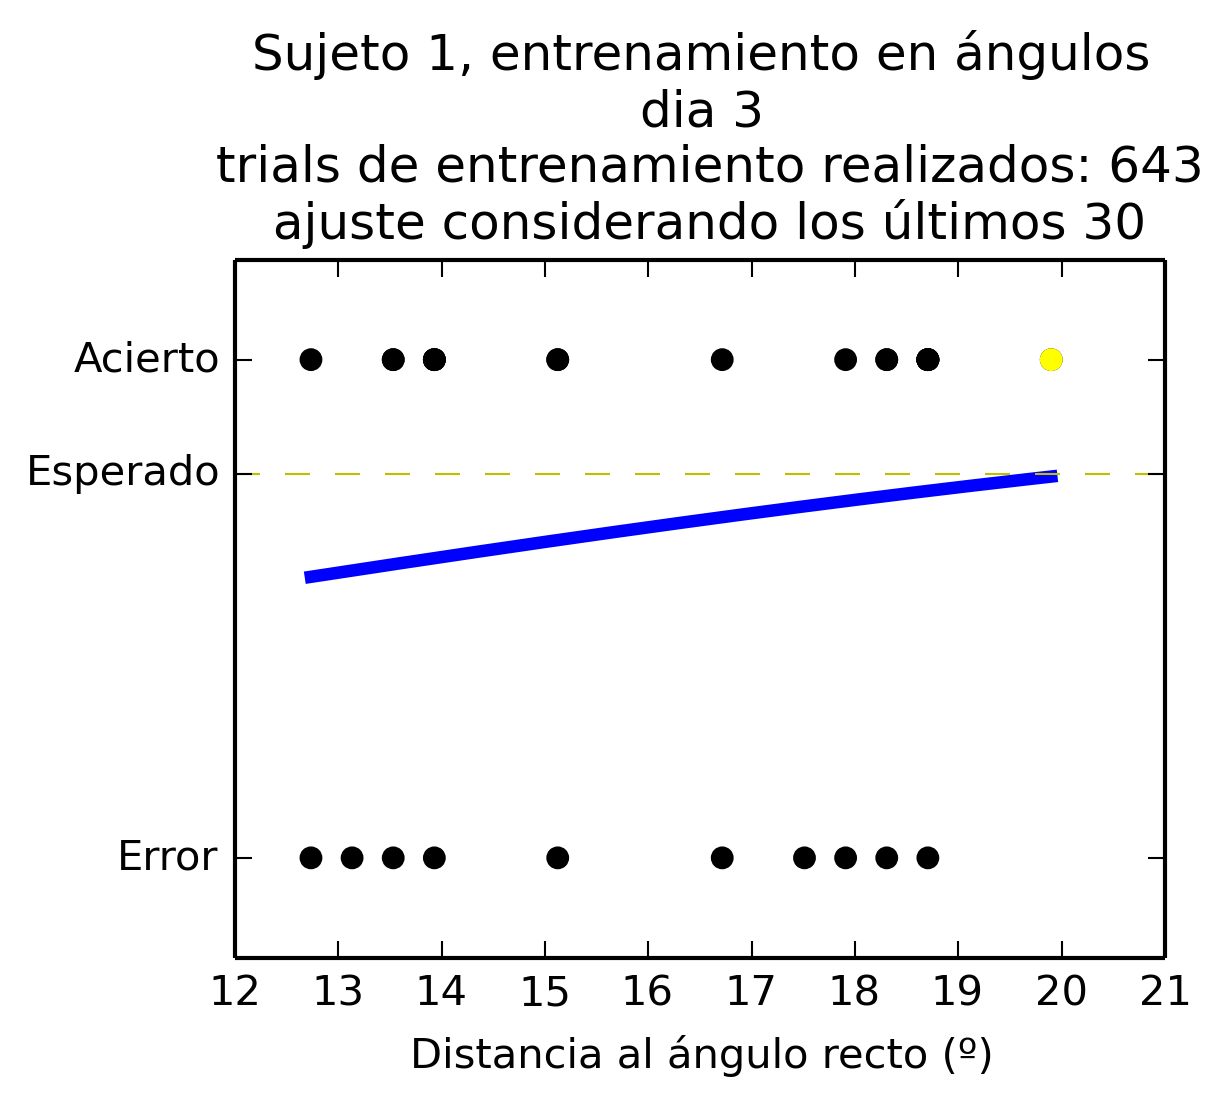 Sujeto 1, entrenamiento en ángulos
dia 3
trials de entrenamiento realizados: 643
ajuste considerando los últimos 30
Acierto
Esperado
Error
12 13 14 15 16 17 18 19 20 21
Distancia al ángulo recto (º)